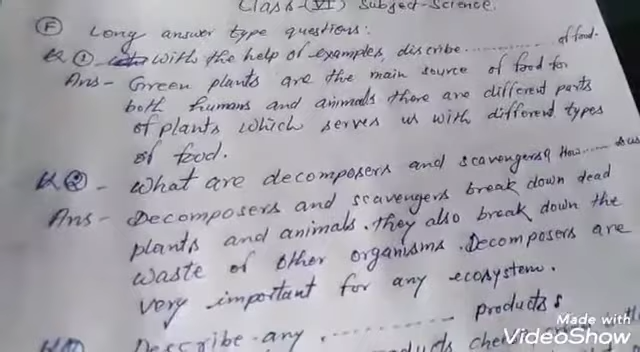 Class-(VI) Subject-Science.
(F) Long answer type questions:
Q(1) With the help of examples, discribe.......... of food.
Ans- Green plants are the main source of food for
both humans and animals there are different parts
of plants which serves us with different types
of food.
Q(2)- What are decomposers and scavengers? How......
Ans- Decomposers and scavengers break down dead
plants and animals. they also break down the
waste of other organisms. Decomposers are
very important for any ecosystem.
Describe any .......... products
Made with
VideoShow